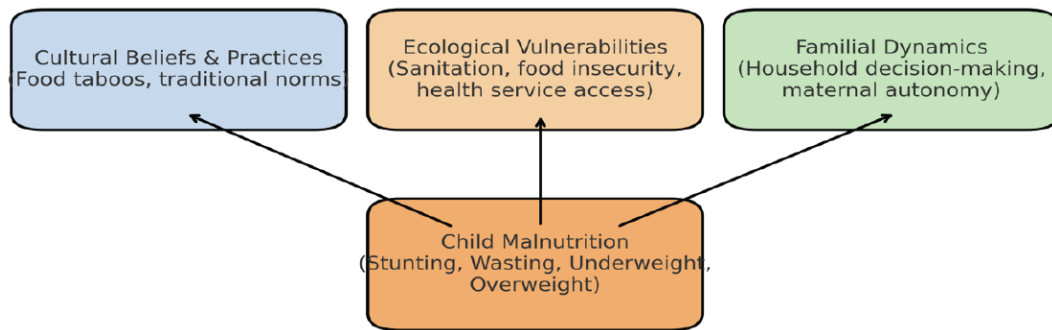 Cultural Beliefs & Practices
(Food taboos, traditional norms)
Ecological Vulnerabilities
(Sanitation, food insecurity,
health service access)
Familial Dynamics
(Household decision-making,
maternal autonomy)
Child Malnutrition
(Stunting, Wasting, Underweight,
Overweight)